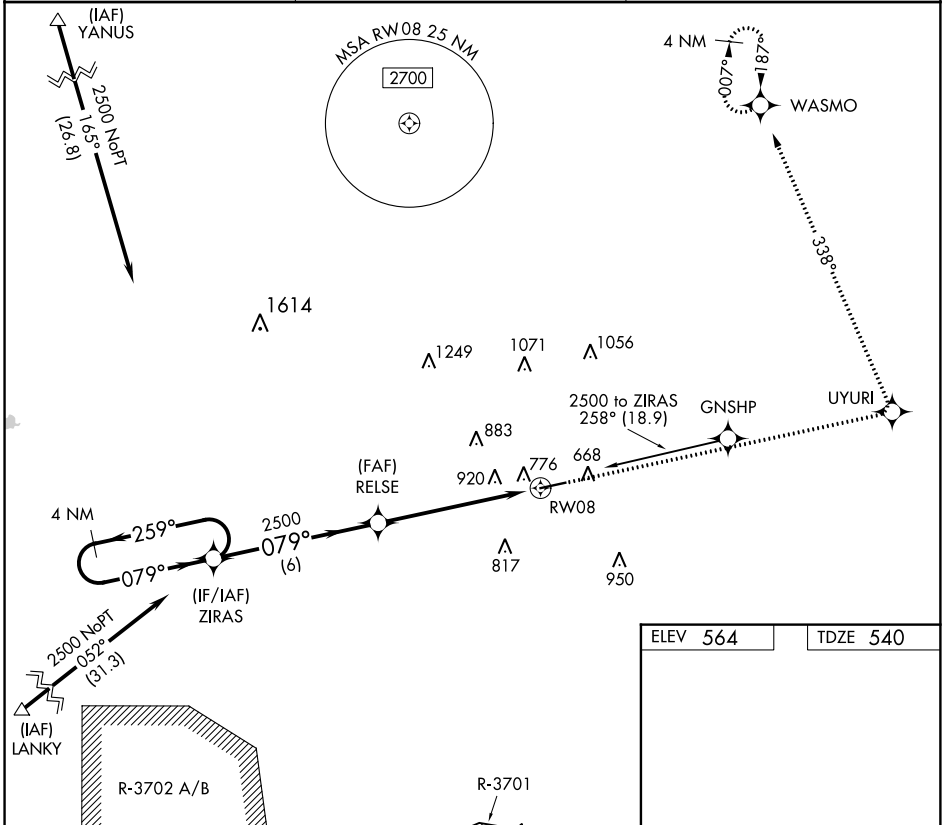 (IAF)
YANUS
2500 NoPT
165°
(26.8)
MSA RW08 25 NM
2700
4 NM
007°
187°
WASMO
338°
1614
1249
1071
1056
2500 to ZIRAS
258° (18.9)
GNSHP
UYURI
883
920
776
668
(FAF)
RELSE
RW08
4 NM
259°
2500
079°
(6)
079°
817
950
(IF/IAF)
ZIRAS
2500 NoPT
052°
(31.3)
(IAF)
LANKY
ELEV 564
TDZE 540
R-3702 A/B
R-3701